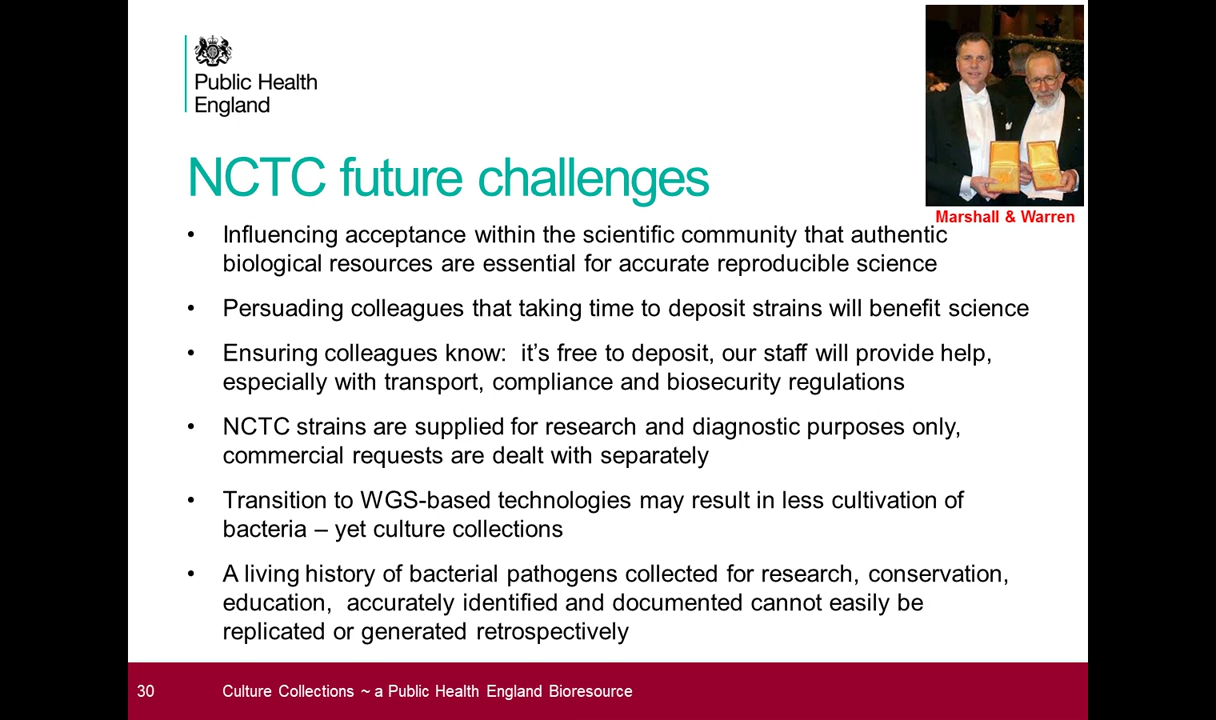 Public Health
England
NCTC future challenges
Marshall & Warren
• Influencing acceptance within the scientific community that authentic
biological resources are essential for accurate reproducible science
• Persuading colleagues that taking time to deposit strains will benefit science
• Ensuring colleagues know:  it’s free to deposit, our staff will provide help,
especially with transport, compliance and biosecurity regulations
• NCTC strains are supplied for research and diagnostic purposes only,
commercial requests are dealt with separately
• Transition to WGS-based technologies may result in less cultivation of
bacteria – yet culture collections
• A living history of bacterial pathogens collected for research, conservation,
education,  accurately identified and documented cannot easily be
replicated or generated retrospectively
30 Culture Collections ~ a Public Health England Bioresource